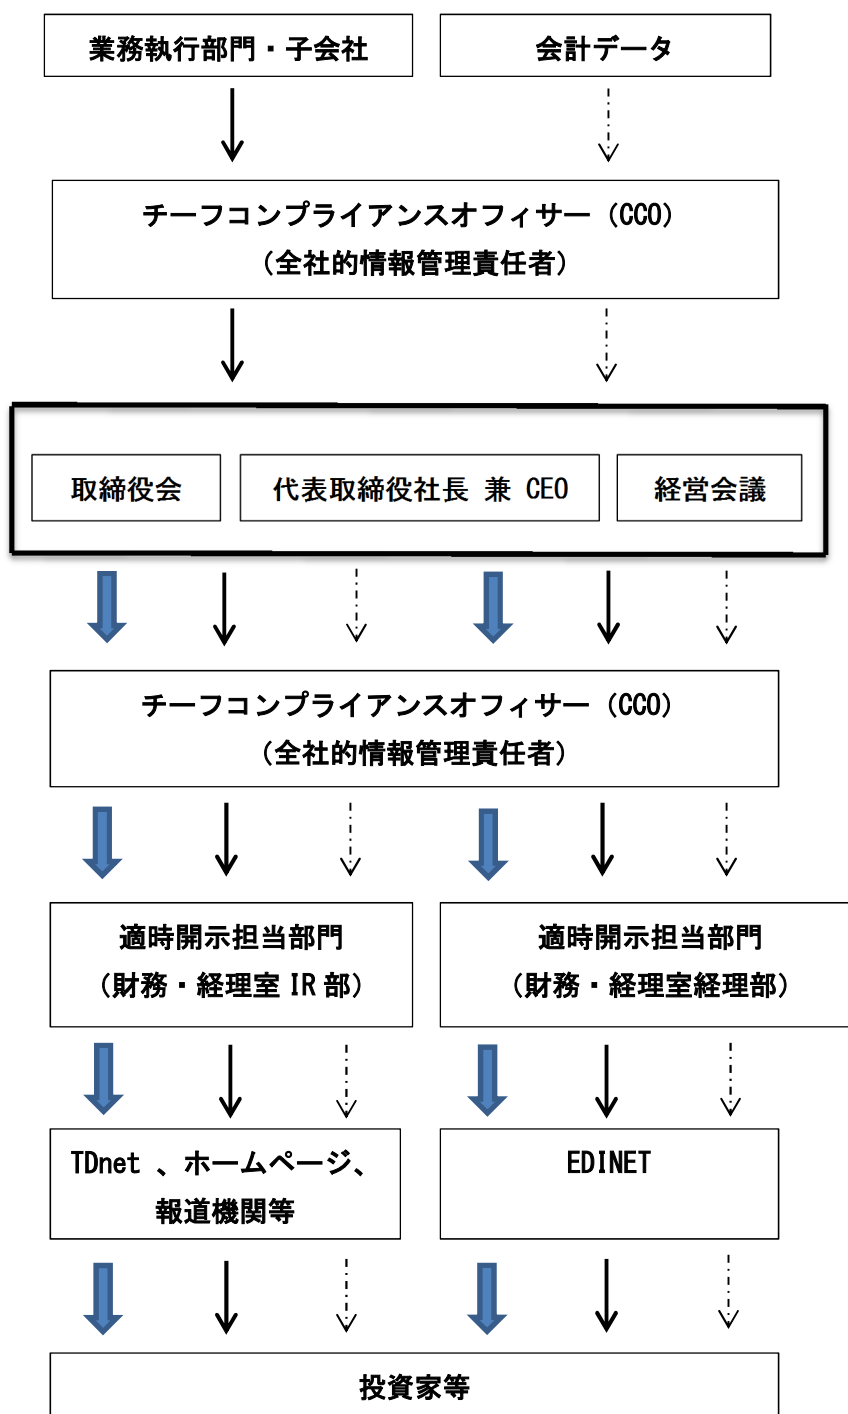 業務執行部門・子会社
会計データ
チーフコンプライアンスオフィサー（CCO）
（全社的情報管理責任者）
取締役会
代表取締役社長 兼 CEO
経営会議
チーフコンプライアンスオフィサー（CCO）
（全社的情報管理責任者）
適時開示担当部門
（財務・経理室 IR 部）
適時開示担当部門
（財務・経理室経理部）
TDnet 、ホームページ、
報道機関等
EDINET
投資家等